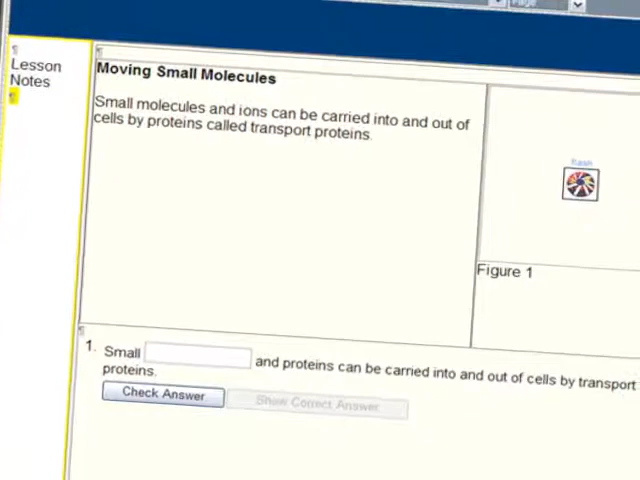 Page
Lesson
Notes
Moving Small Molecules
Small molecules and ions can be carried into and out of
cells by proteins called transport proteins.
flash
Figure 1
1. Small and proteins can be carried into and out of cells by transport
proteins.
Check Answer
Show Correct Answer